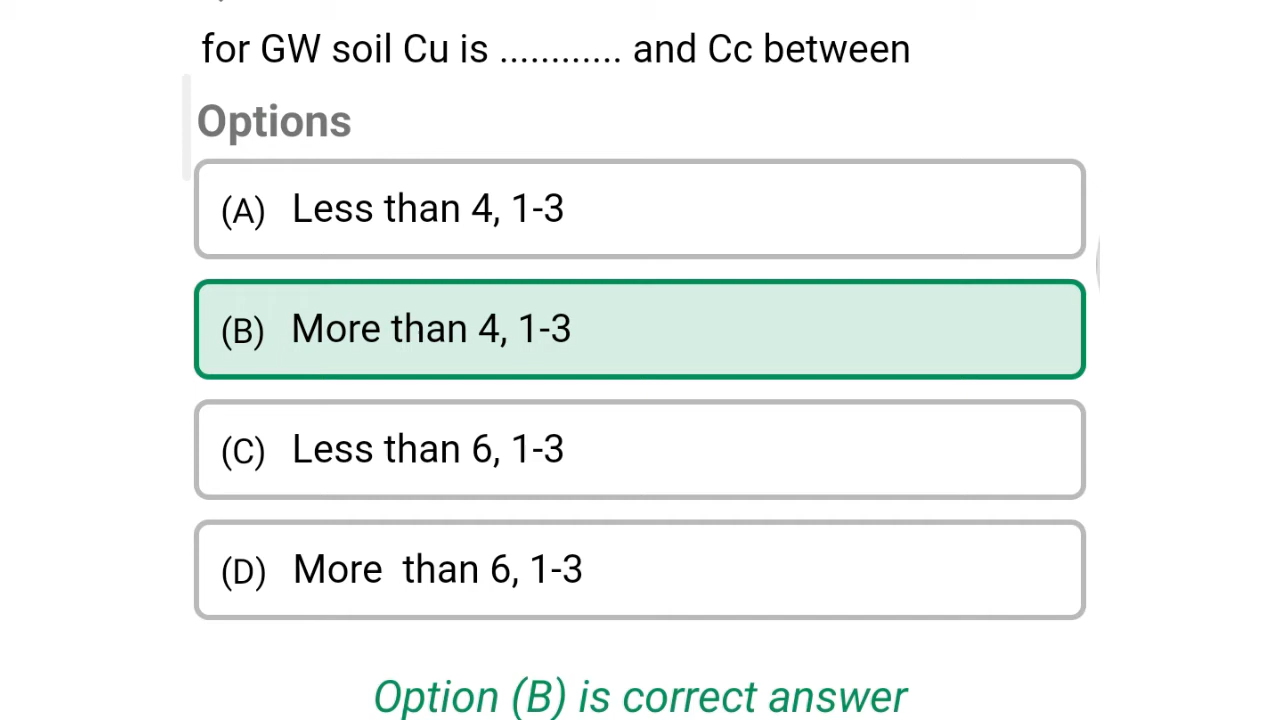 for GW soil Cu is ............ and Cc between
Options
(A) Less than 4, 1-3
(B) More than 4, 1-3
(C) Less than 6, 1-3
(D) More than 6, 1-3
Option (B) is correct answer